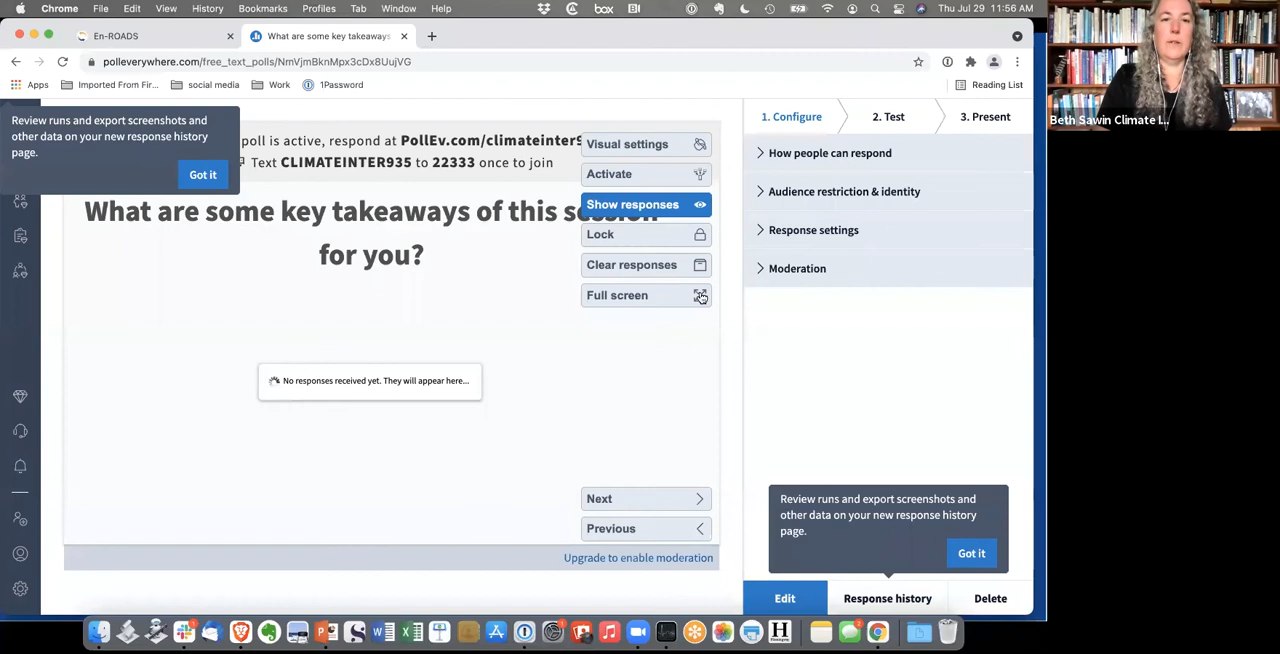 Chrome File Edit View History Bookmarks Profiles Tab Window Help
box
Thu Jul 29 11:56 AM
En-ROADS
What are some key takeaways
polleverywhere.com/free_text_polls/NmVjmBknMpx3cDx8UujVG
Apps Imported From Fir... social media Work 1Password
Reading List
Review runs and export screenshots and
other data on your new response history
page.
Got it
poll is active, respond at PollEv.com/climateinter9
Text CLIMATEINTER935 to 22333 once to join
What are some key takeaways of this session
for you?
No responses received yet. They will appear here...
Visual settings
Activate
Show responses
Lock
Clear responses
Full screen
Next
Previous
Upgrade to enable moderation
1. Configure 2. Test 3. Present
How people can respond
Audience restriction & identity
Response settings
Moderation
Review runs and export screenshots and
other data on your new response history
page.
Got it
Edit Response history Delete
Beth Sawin Climate I...